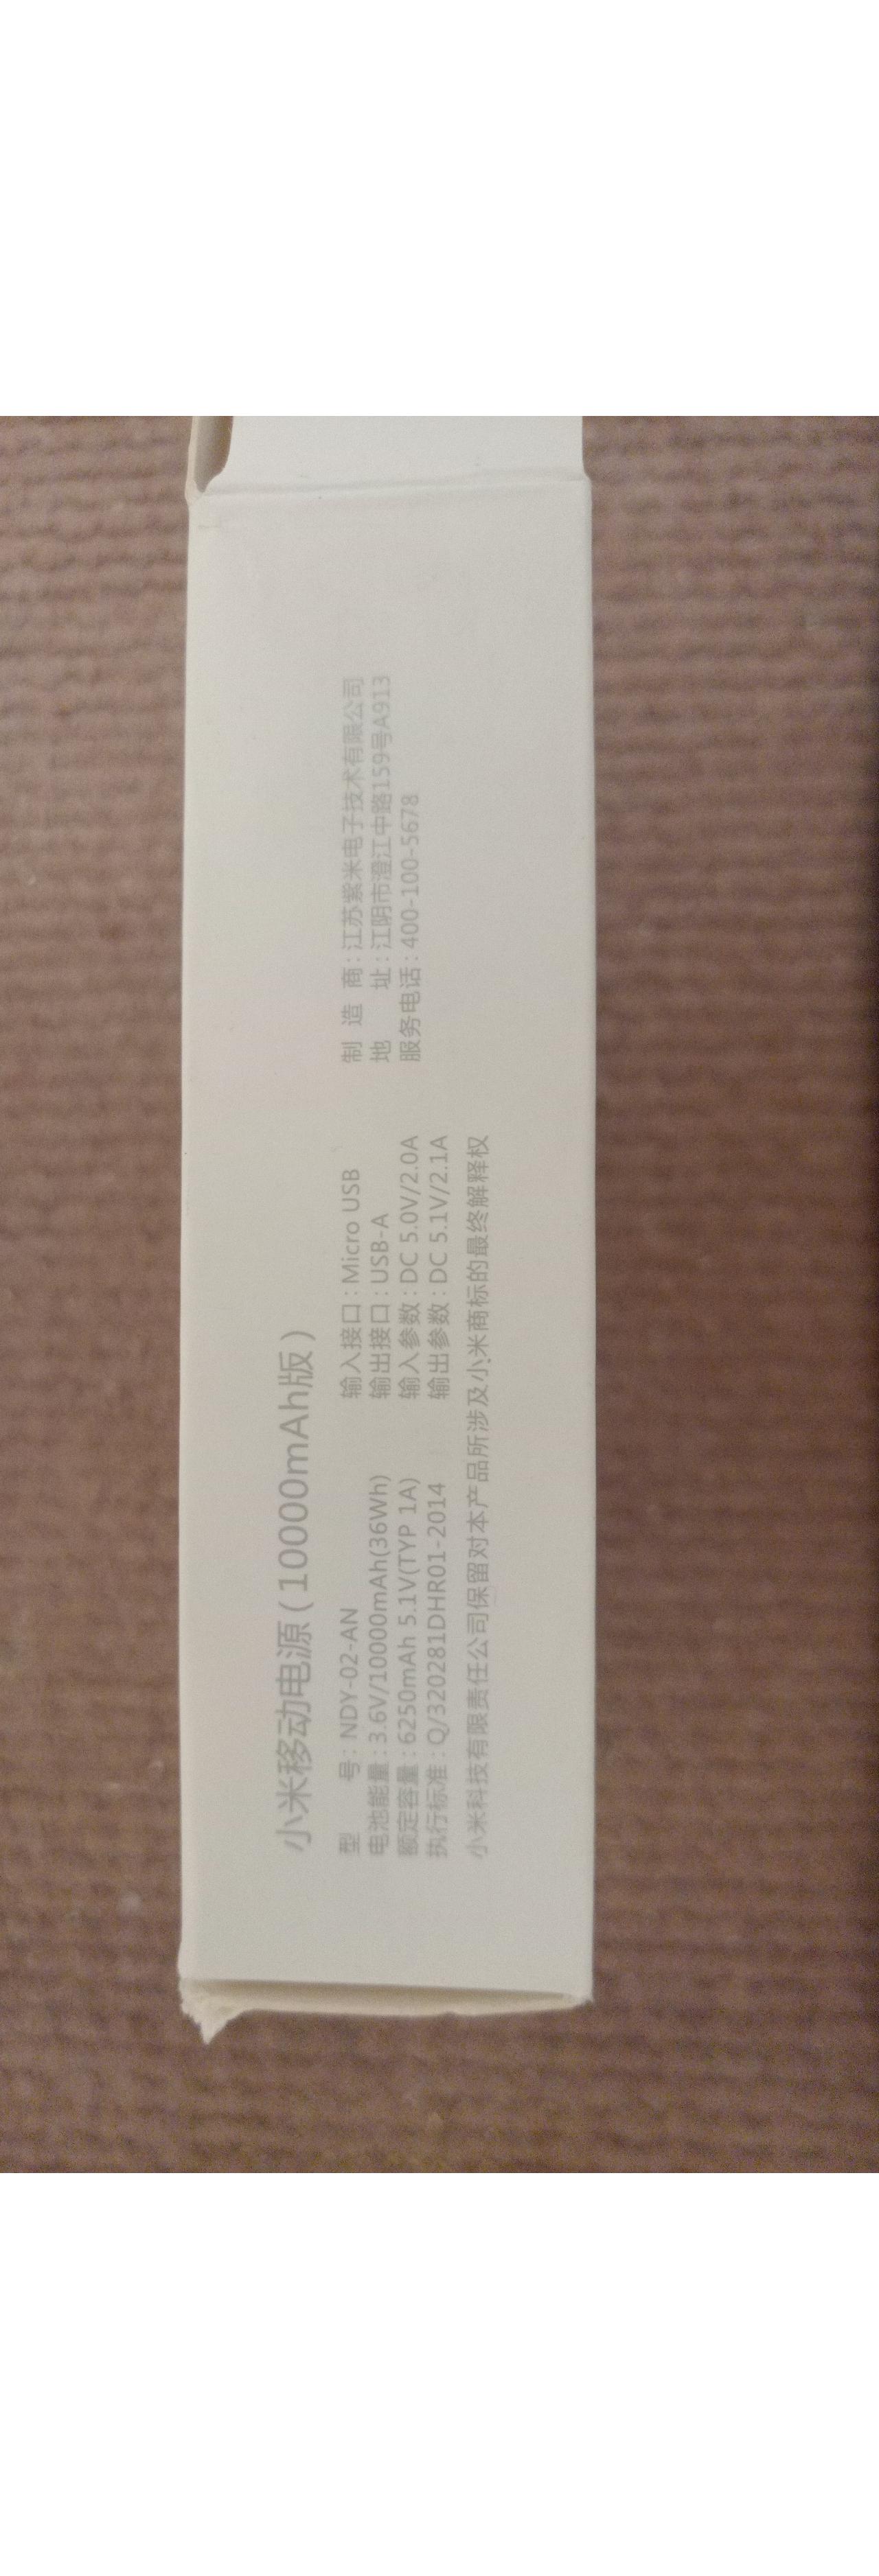 小米移动电源(10000mAh版)
型 号:NDY-02-AN
电池能量:3.6V/10000mAh(36Wh)
额定容量:6250mAh 5.1V(TYP 1A)
执行标准:Q/320281DHR01-2014
输入接口:Micro USB
输出接口:USB-A
输入参数:DC 5.0V/2.0A
输出参数:DC 5.1V/2.1A
制 造 商:江苏紫米电子技术有限公司
地 址:江阴市澄江中路159号A913
服务电话:400-100-5678
小米科技有限责任公司保留对本产品所涉及小米商标的最终解释权